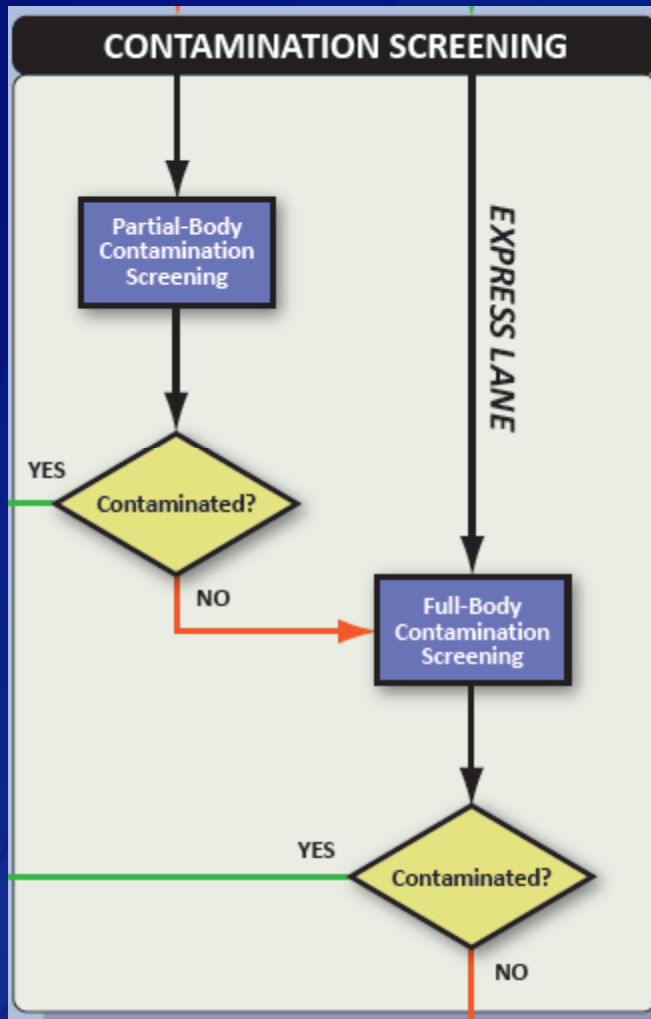 CONTAMINATION SCREENING
Partial-Body
Contamination
Screening
EXPRESS LANE
YES
Contaminated?
NO
Full-Body
Contamination
Screening
YES
Contaminated?
NO